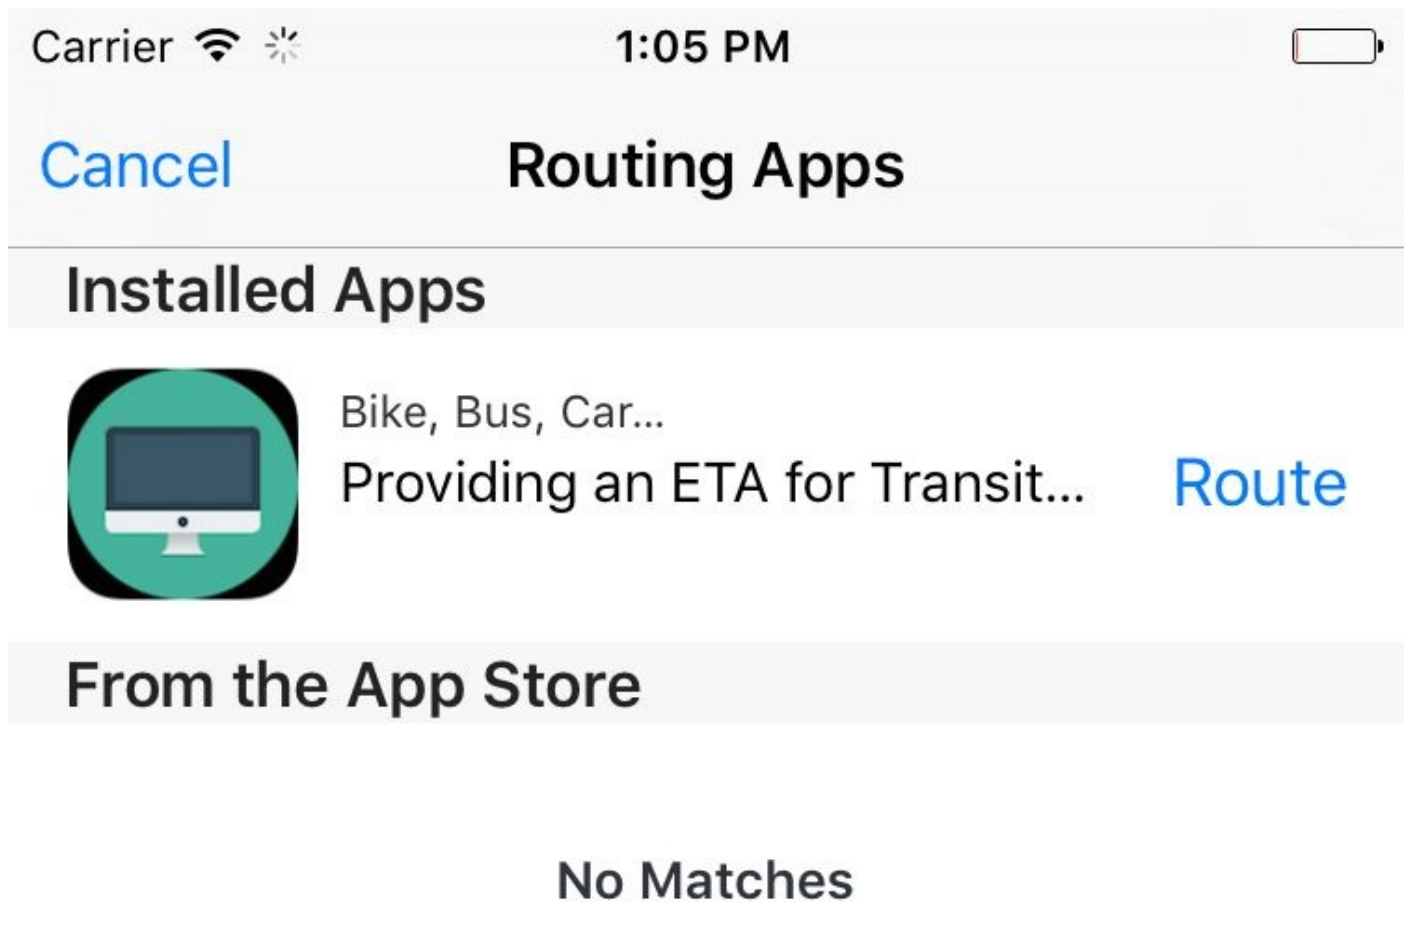 Carrier 1:05 PM
Cancel Routing Apps
Installed Apps
Bike, Bus, Car...
Providing an ETA for Transit... Route
From the App Store
No Matches